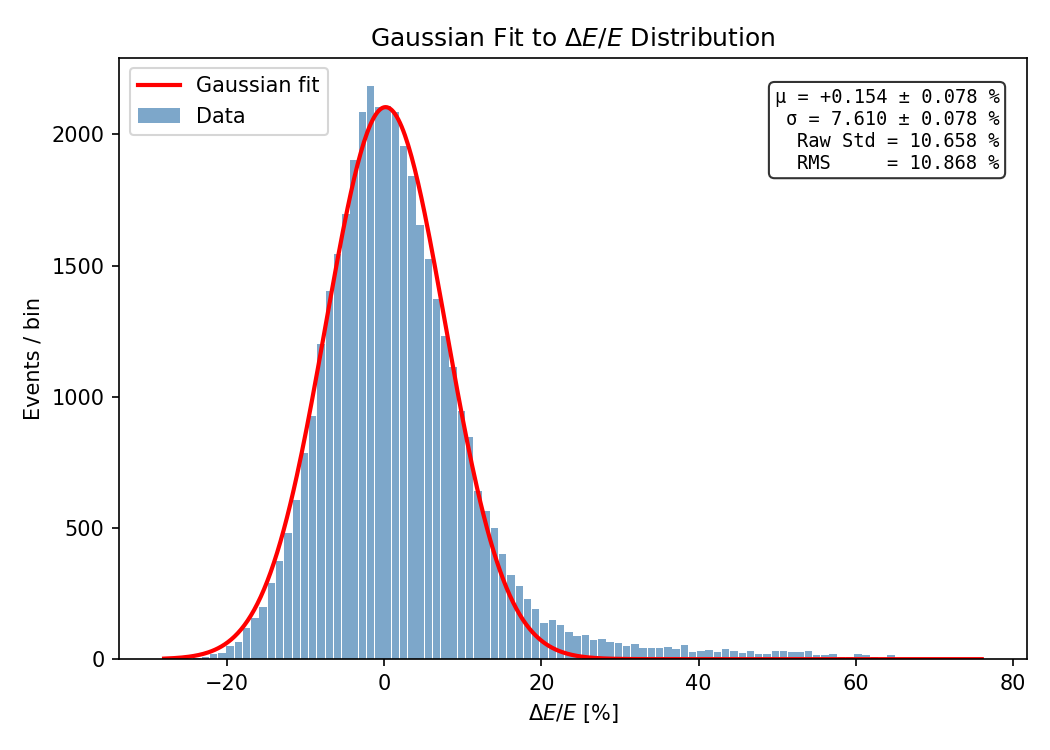 Gaussian Fit to ΔE/E Distribution
Gaussian fit
Data
μ = +0.154 ± 0.078 %
σ = 7.610 ± 0.078 %
Raw Std = 10.658 %
RMS     = 10.868 %
Events / bin
2000
1500
1000
500
0
−20 0 20 40 60 80
ΔE/E [%]